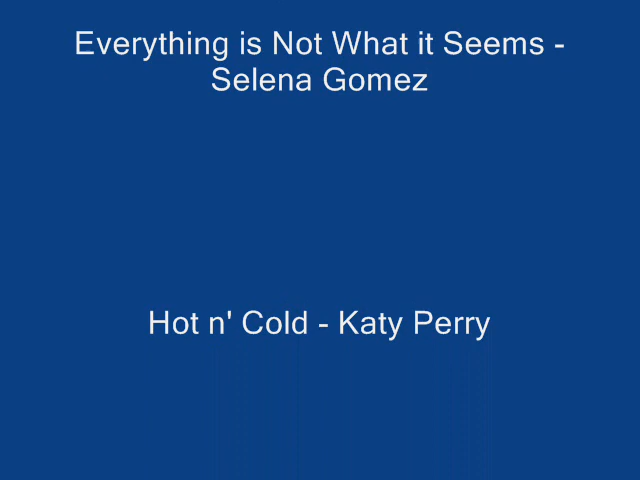 Everything is Not What it Seems -
Selena Gomez
Hot n' Cold - Katy Perry